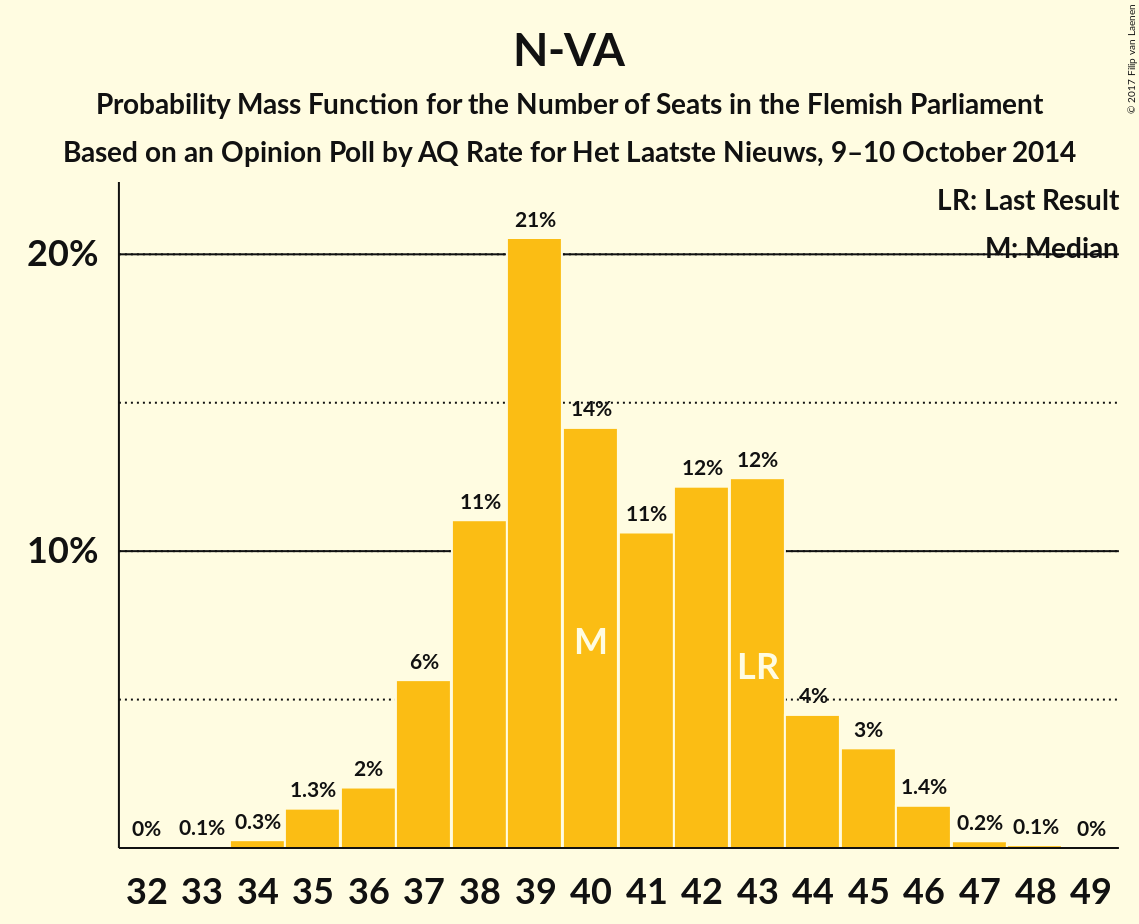 © 2017 Filip van Laenen
N-VA
Probability Mass Function for the Number of Seats in the Flemish Parliament
Based on an Opinion Poll by AQ Rate for Het Laatste Nieuws, 9–10 October 2014
LR: Last Result
M: Median
20%
10%
0% 0.1% 0.3% 1.3% 2% 6% 11% 21% 14% 11% 12% 12% 4% 3% 1.4% 0.2% 0.1% 0%
M
LR
32 33 34 35 36 37 38 39 40 41 42 43 44 45 46 47 48 49